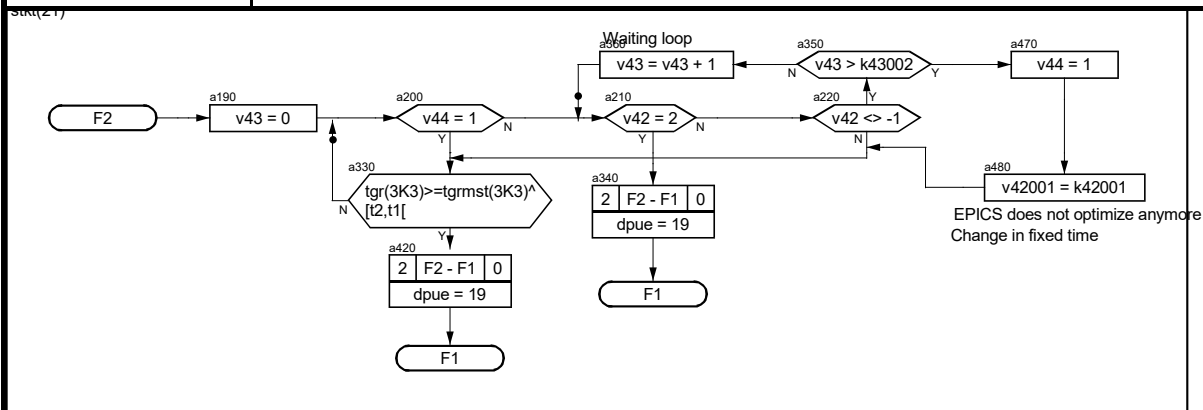 stkt(21)
Waiting loop
a360
a350
a470
v43 = v43 + 1
N
v43 > k43002
Y
v44 = 1
a190
a200
a210
a220
Y
F2
v43 = 0
v44 = 1
N
v42 = 2
N
v42 <> -1
Y
Y
N
a330
a340
a480
tgr(3K3)>=tgrmst(3K3)^
[t2,t1[
N
Y
2 F2 - F1 0
dpue = 19
v42001 = k42001
EPICS does not optimize anymore
Change in fixed time
a420
2 F2 - F1 0
dpue = 19
F1
F1